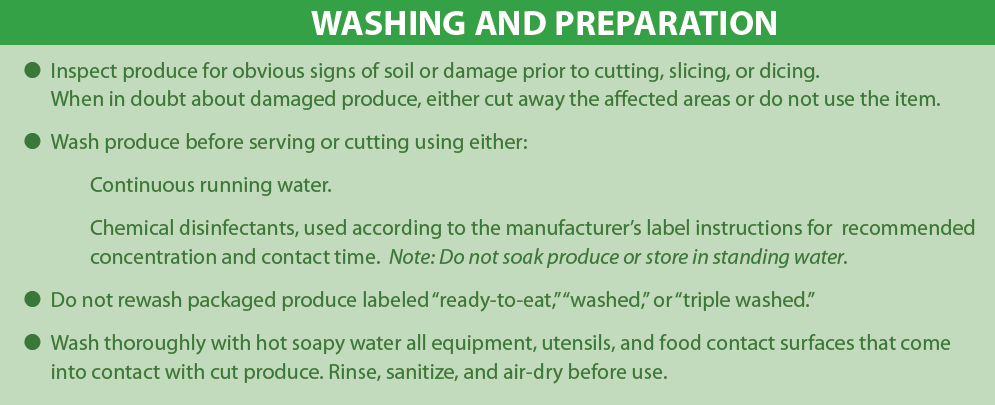 WASHING AND PREPARATION
● Inspect produce for obvious signs of soil or damage prior to cutting, slicing, or dicing.
When in doubt about damaged produce, either cut away the affected areas or do not use the item.
● Wash produce before serving or cutting using either:
Continuous running water.
Chemical disinfectants, used according to the manufacturer’s label instructions for recommended
concentration and contact time. Note: Do not soak produce or store in standing water.
● Do not rewash packaged produce labeled “ready-to-eat,” “washed,” or “triple washed.”
● Wash thoroughly with hot soapy water all equipment, utensils, and food contact surfaces that come
into contact with cut produce. Rinse, sanitize, and air-dry before use.